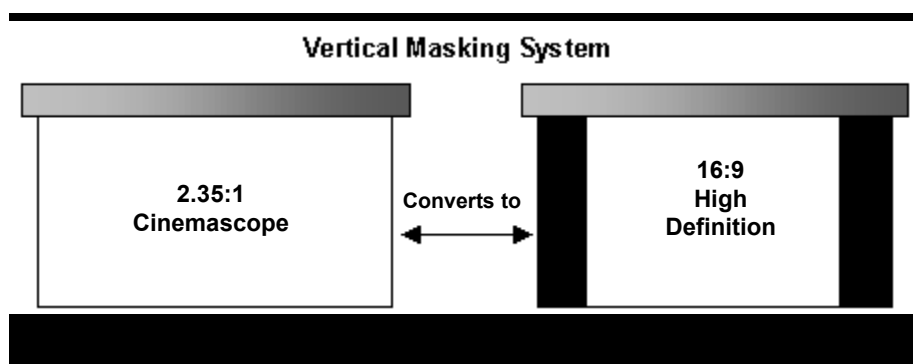 Vertical Masking System
2.35:1
Cinemascope
Converts to
16:9
High
Definition